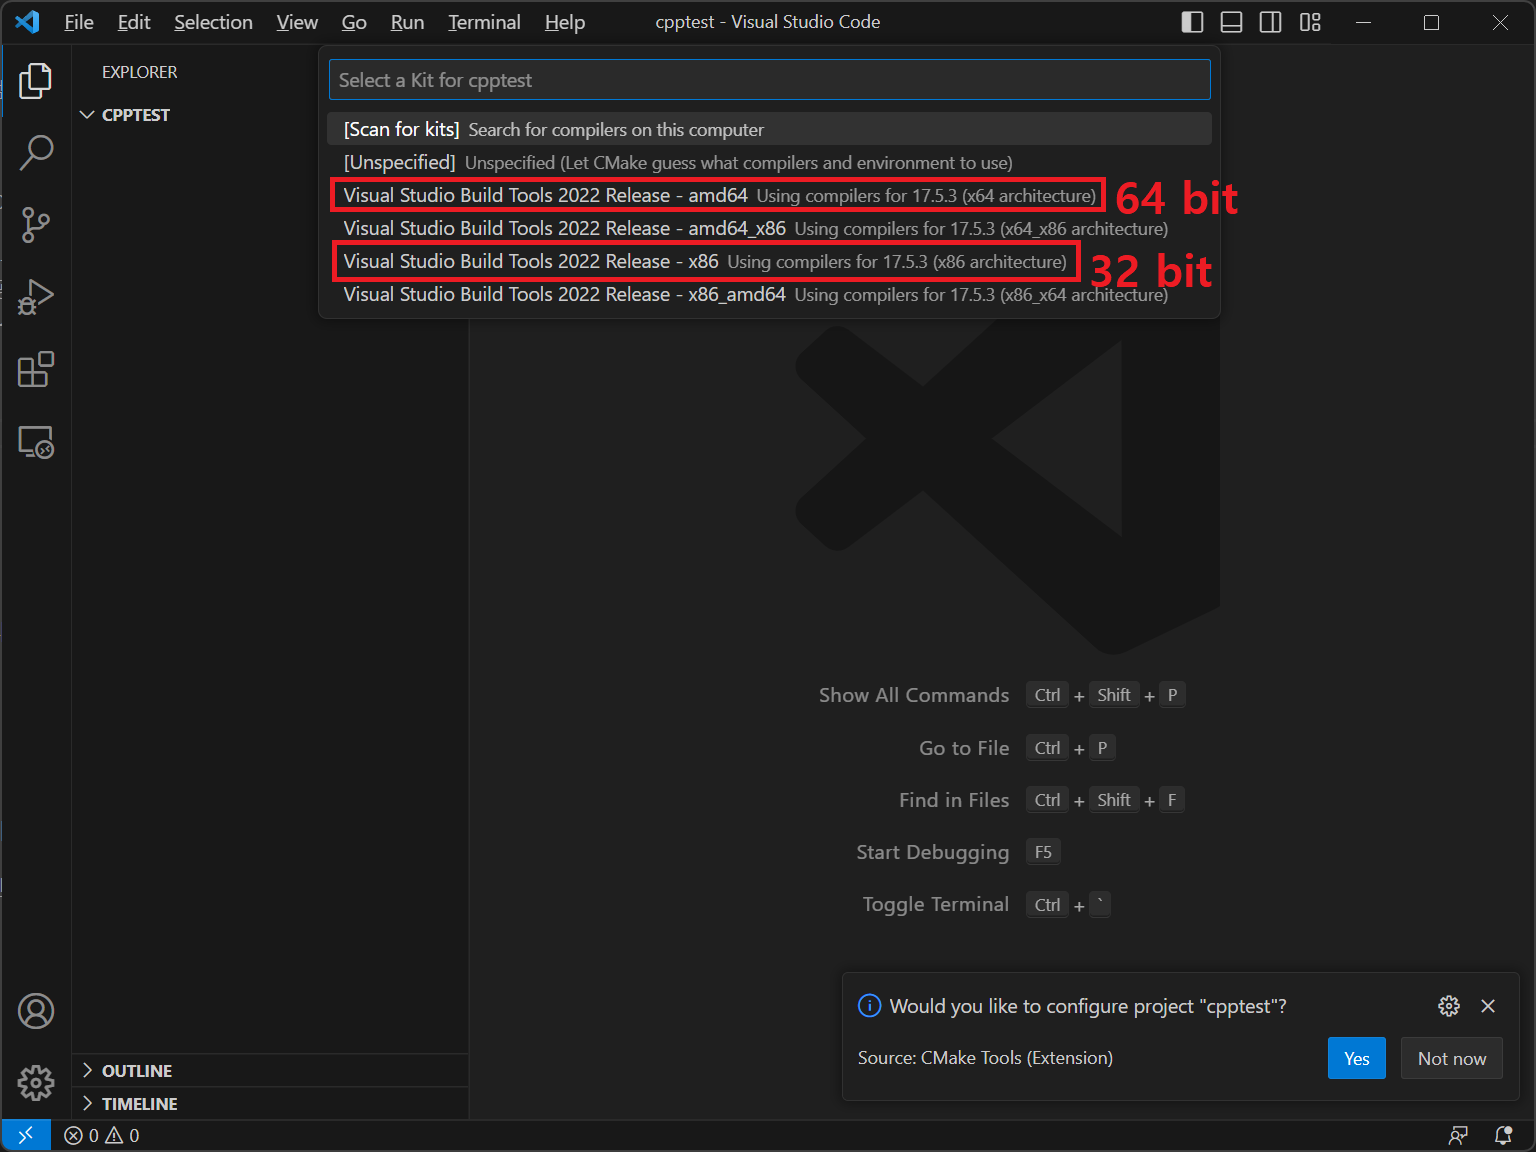 File Edit Selection View Go Run Terminal Help cpptest - Visual Studio Code
EXPLORER
CPPTEST
Select a Kit for cpptest
[Scan for kits] Search for compilers on this computer
[Unspecified] Unspecified (Let CMake guess what compilers and environment to use)
Visual Studio Build Tools 2022 Release - amd64 Using compilers for 17.5.3 (x64 architecture) 64 bit
Visual Studio Build Tools 2022 Release - amd64_x86 Using compilers for 17.5.3 (x64_x86 architecture)
Visual Studio Build Tools 2022 Release - x86 Using compilers for 17.5.3 (x86 architecture) 32 bit
Visual Studio Build Tools 2022 Release - x86_amd64 Using compilers for 17.5.3 (x86_x64 architecture)
Show All Commands Ctrl + Shift + P
Go to File Ctrl + P
Find in Files Ctrl + Shift + F
Start Debugging F5
Toggle Terminal Ctrl + `
Would you like to configure project "cpptest"?
Source: CMake Tools (Extension) Yes Not now
OUTLINE
TIMELINE
0 0